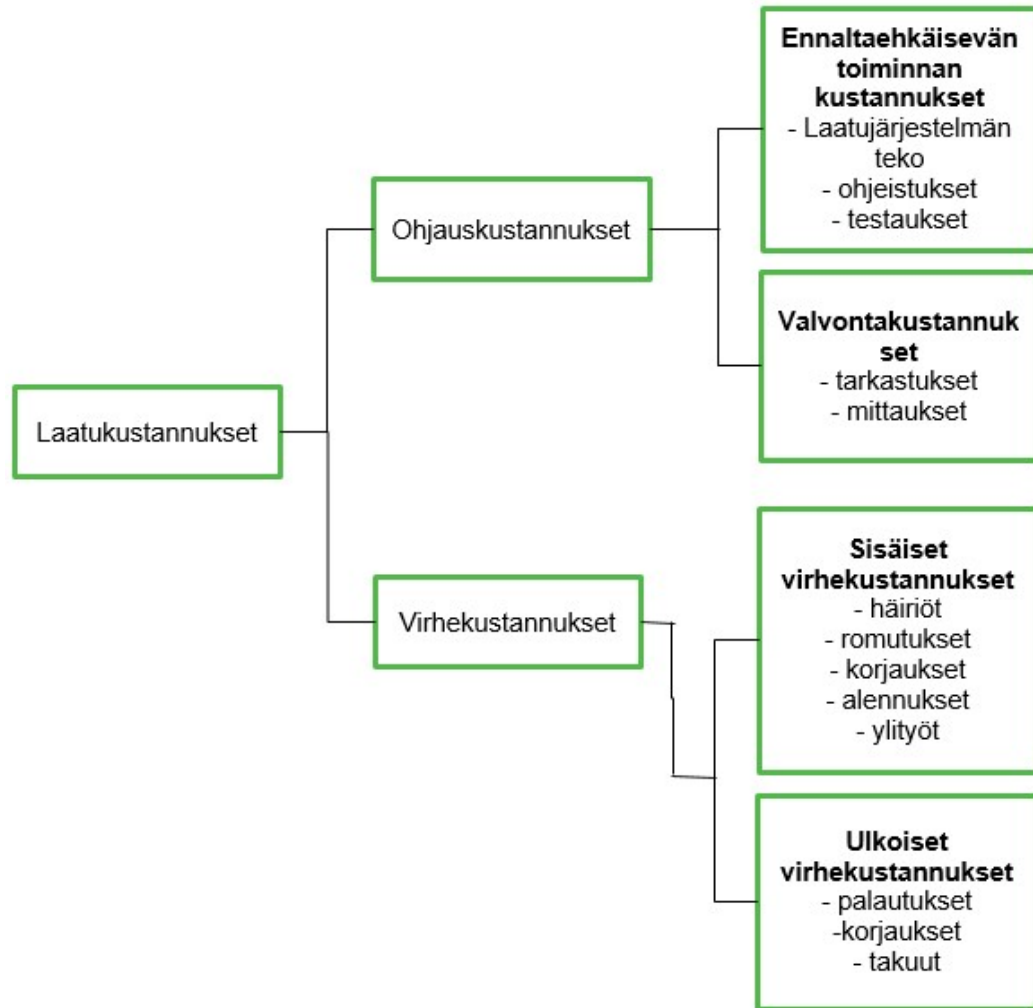 Ennaltaehkäisevän
toiminnan
kustannukset
- Laatujärjestelmän
teko
- ohjeistukset
- testaukset
Ohjauskustannukset
Valvontakustannuk
set
- tarkastukset
- mittaukset
Laatukustannukset
Sisäiset
virhekustannukset
- häiriöt
- romutukset
- korjaukset
- alennukset
- ylityöt
Virhekustannukset
Ulkoiset
virhekustannukset
- palautukset
-korjaukset
- takuut